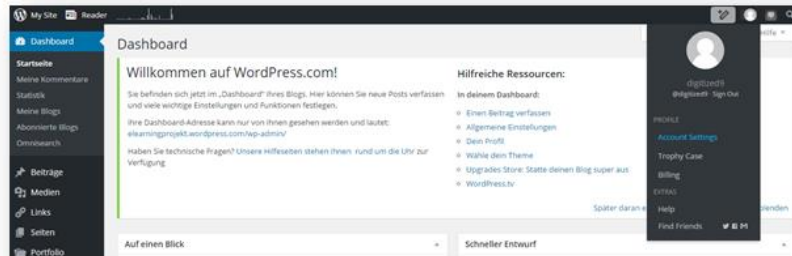 My Site Reader
Dashboard
Startseite
Meine Kommentare
Statistik
Meine Blogs
Abonnierte Blogs
Omnisearch
Beiträge
Medien
Links
Seiten
Portfolio
Dashboard
Willkommen auf WordPress.com!
Sie befinden sich jetzt im „Dashboard" Ihres Blogs. Hier können Sie neue Posts verfassen
und viele wichtige Einstellungen und Funktionen festlegen.
Ihre Dashboard-Adresse kann nur von Ihnen gesehen werden und lautet:
elearningprojekt.wordpress.com/wp-admin/
Haben Sie technische Fragen? Unsere Hilfeseiten stehen Ihnen rund um die Uhr zur
Verfügung
Hilfreiche Ressourcen:
In deinem Dashboard:
Einen Beitrag verfassen
Allgemeine Einstellungen
Dein Profil
Wähle dein Theme
Upgrades Store: Statte deinen Blog super aus
WordPress.tv
Später daran
Auf einen Blick
Schneller Entwurf
digitized9
@digitized9 · Sign Out
PROFILE
Account Settings
Trophy Case
Billing
EXTRAS
Help
Find Friends